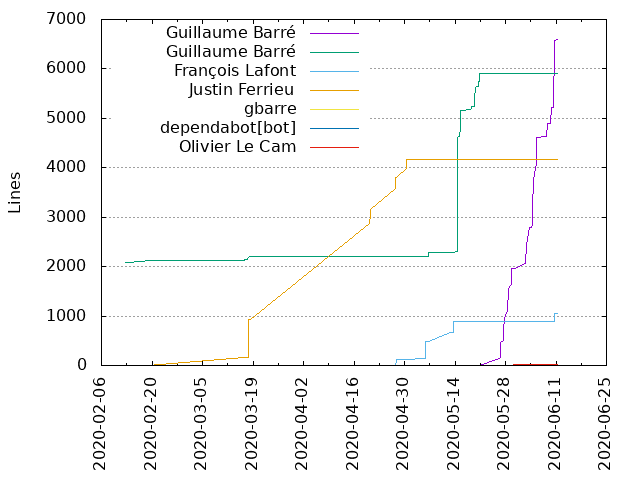 7000
6000
5000
4000
3000
2000
1000
0
Lines
Guillaume Barré
Guillaume Barré
François Lafont
Justin Ferrieu
gbarre
dependabot[bot]
Olivier Le Cam
2020-02-06
2020-02-20
2020-03-05
2020-03-19
2020-04-02
2020-04-16
2020-04-30
2020-05-14
2020-05-28
2020-06-11
2020-06-25